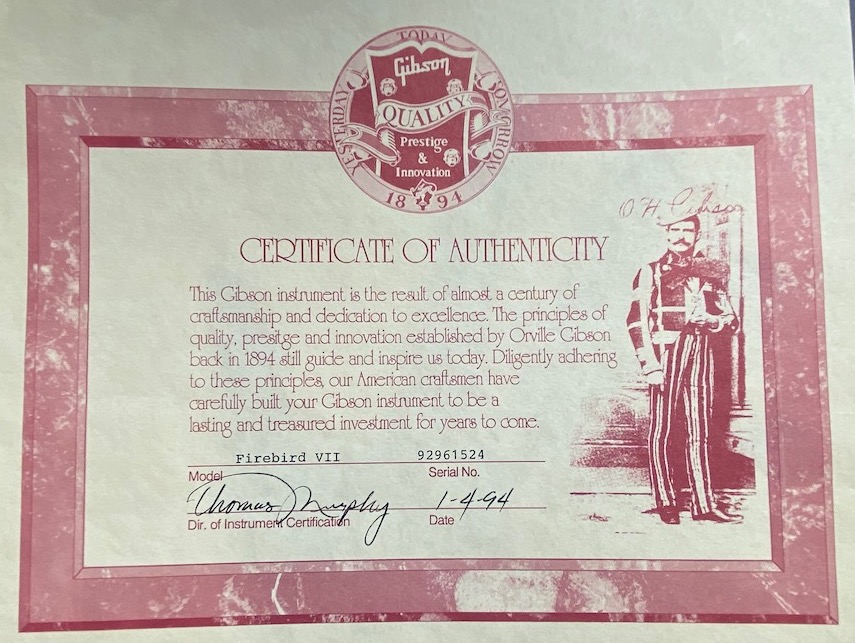 TODAY
YESTERDAY
TOMORROW
Gibson
QUALITY
Prestige
&
Innovation
1894
O.H. Gibson
CERTIFICATE OF AUTHENTICITY
This Gibson instrument is the result of almost a century of
craftsmanship and dedication to excellence. The principles of
quality, presitge and innovation established by Orville Gibson
back in 1894 still guide and inspire us today. Diligently adhering
to these principles, our American craftsmen have
carefully built your Gibson instrument to be a
lasting and treasured investment for years to come.
Firebird VII 92961524
Model Serial No.
Thomas Murphy 1-4-94
Dir. of Instrument Certification Date